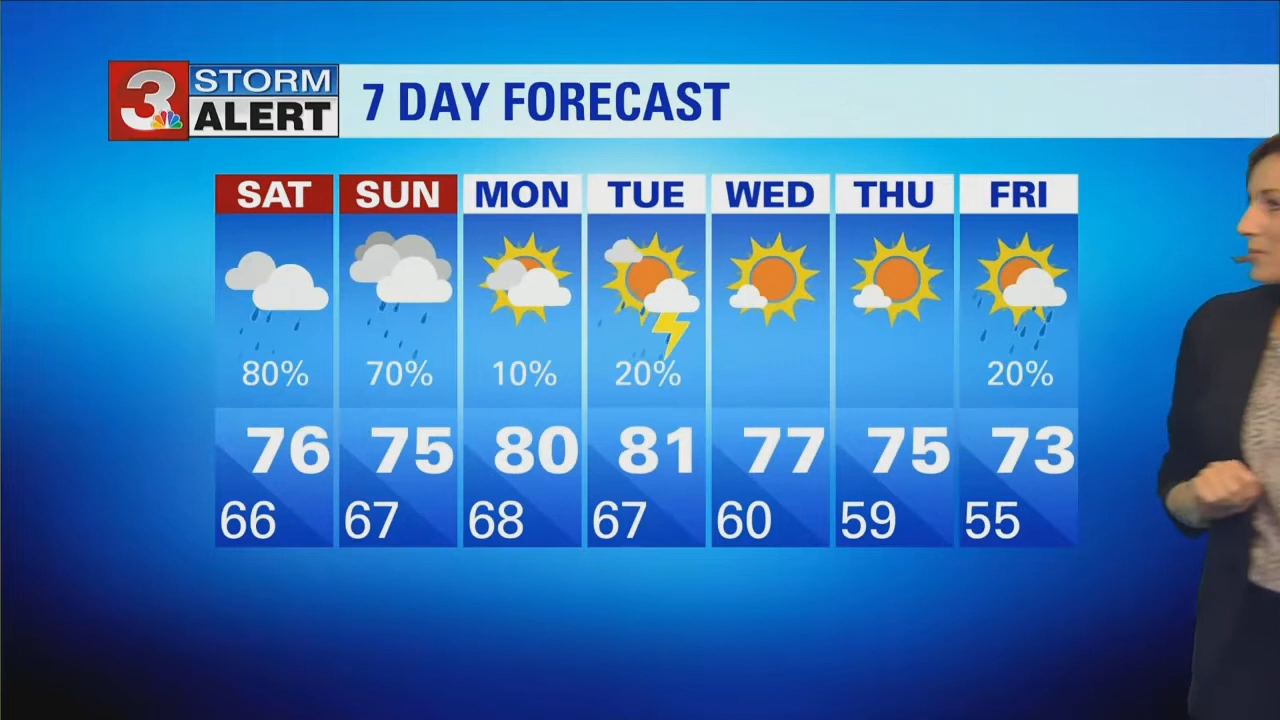 3 STORM
ALERT
7 DAY FORECAST
SAT SUN MON TUE WED THU FRI
80% 70% 10% 20% 20%
76 75 80 81 77 75 73
66 67 68 67 60 59 55